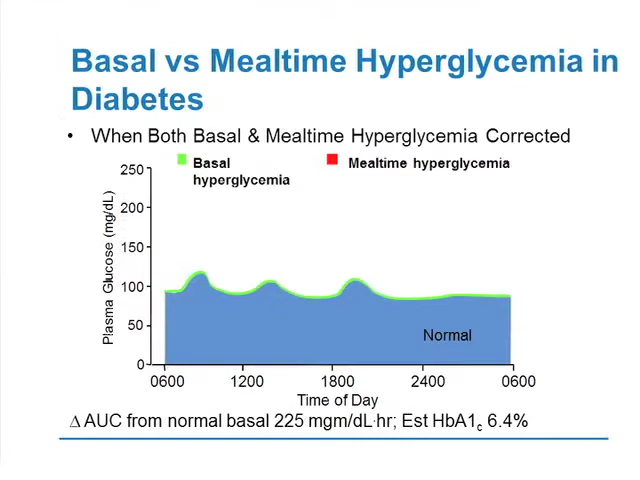 Basal vs Mealtime Hyperglycemia in
Diabetes
• When Both Basal & Mealtime Hyperglycemia Corrected
Basal
hyperglycemia
Mealtime hyperglycemia
Plasma Glucose (mg/dL)
250
200
150
100
50
0
Normal
0600 1200 1800 2400 0600
Time of Day
Δ AUC from normal basal 225 mgm/dL·hr; Est HbA1c 6.4%